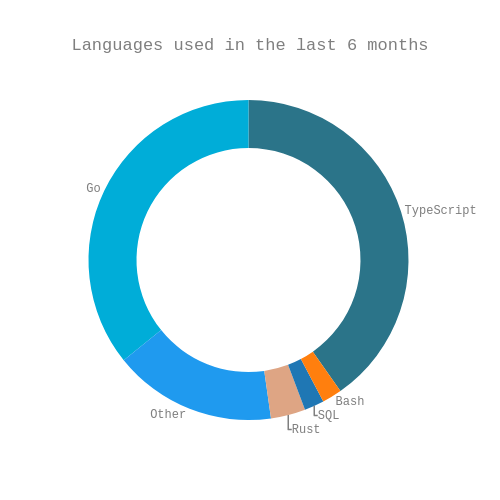 Languages used in the last 6 months
Go
TypeScript
Other
Bash
SQL
Rust